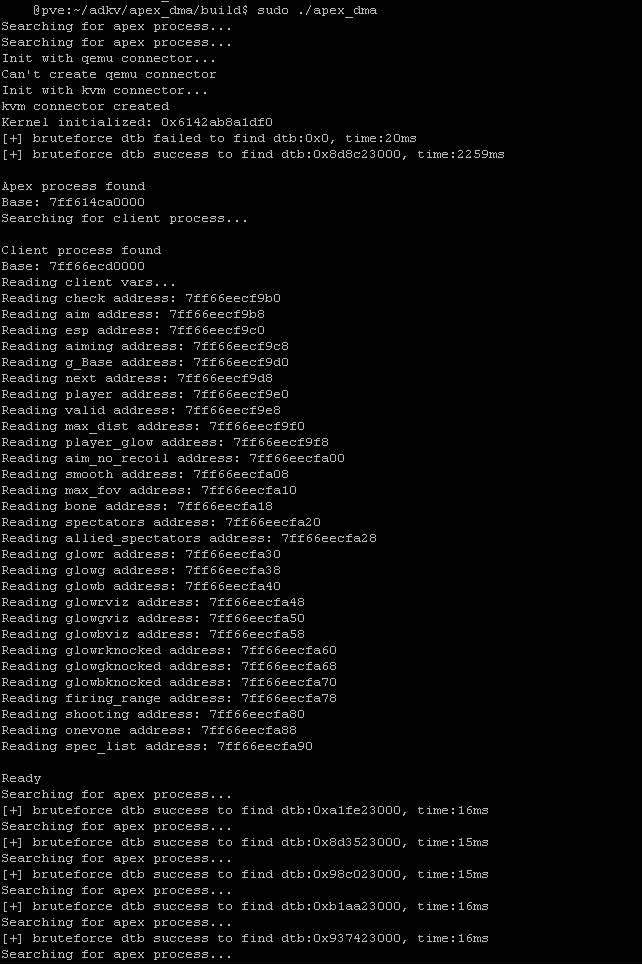 @pve:~/adkv/apex_dma/build$ sudo ./apex_dma
Searching for apex process...
Searching for apex process...
Init with qemu connector...
Can't create qemu connector
Init with kvm connector...
kvm connector created
Kernel initialized: 0x6142ab8a1df0
[+] bruteforce dtb failed to find dtb:0x0, time:20ms
[+] bruteforce dtb success to find dtb:0x8d8c23000, time:2259ms
Apex process found
Base: 7ff614ca0000
Searching for client process...
Client process found
Base: 7ff66ecd0000
Reading client vars...
Reading check address: 7ff66eecf9b0
Reading aim address: 7ff66eecf9b8
Reading esp address: 7ff66eecf9c0
Reading aiming address: 7ff66eecf9c8
Reading g_Base address: 7ff66eecf9d0
Reading next address: 7ff66eecf9d8
Reading player address: 7ff66eecf9e0
Reading valid address: 7ff66eecf9e8
Reading max_dist address: 7ff66eecf9f0
Reading player_glow address: 7ff66eecf9f8
Reading aim_no_recoil address: 7ff66eecfa00
Reading smooth address: 7ff66eecfa08
Reading max_fov address: 7ff66eecfa10
Reading bone address: 7ff66eecfa18
Reading spectators address: 7ff66eecfa20
Reading allied_spectators address: 7ff66eecfa28
Reading glowr address: 7ff66eecfa30
Reading glowg address: 7ff66eecfa38
Reading glowb address: 7ff66eecfa40
Reading glowrviz address: 7ff66eecfa48
Reading glowgviz address: 7ff66eecfa50
Reading glowbviz address: 7ff66eecfa58
Reading glowrknocked address: 7ff66eecfa60
Reading glowgknocked address: 7ff66eecfa68
Reading glowbknocked address: 7ff66eecfa70
Reading firing_range address: 7ff66eecfa78
Reading shooting address: 7ff66eecfa80
Reading onevone address: 7ff66eecfa88
Reading spec_list address: 7ff66eecfa90
Ready
Searching for apex process...
[+] bruteforce dtb success to find dtb:0xa1fe23000, time:16ms
Searching for apex process...
[+] bruteforce dtb success to find dtb:0x8d3523000, time:15ms
Searching for apex process...
[+] bruteforce dtb success to find dtb:0x98c023000, time:15ms
Searching for apex process...
[+] bruteforce dtb success to find dtb:0xb1aa23000, time:16ms
Searching for apex process...
[+] bruteforce dtb success to find dtb:0x937423000, time:16ms
Searching for apex process...